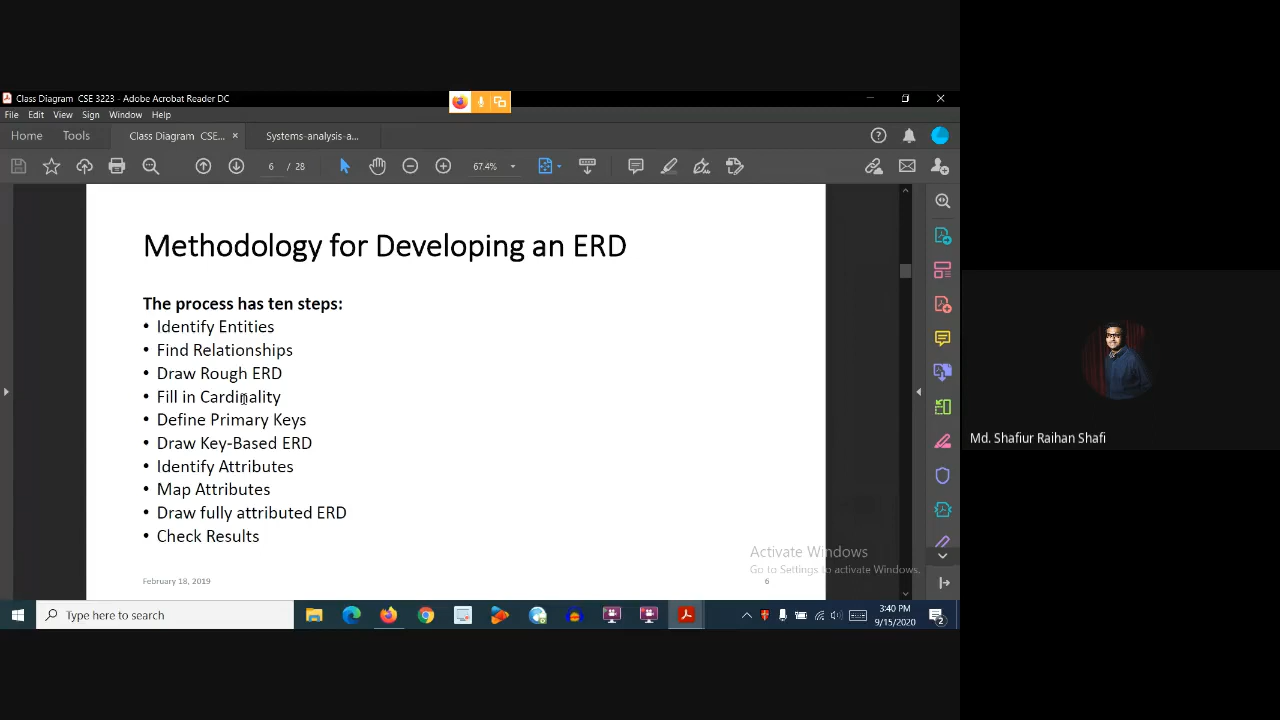 Class Diagram CSE 3223 - Adobe Acrobat Reader DC
File Edit View Sign Window Help
Home Tools Class Diagram CSE... × Systems-analysis-a...
6 / 28 67.4%
Methodology for Developing an ERD
The process has ten steps:
• Identify Entities
• Find Relationships
• Draw Rough ERD
• Fill in Cardinality
• Define Primary Keys
• Draw Key-Based ERD
• Identify Attributes
• Map Attributes
• Draw fully attributed ERD
• Check Results
February 18, 2019 6
Activate Windows
Go to Settings to activate Windows.
Md. Shafiur Raihan Shafi
Type here to search
3:40 PM
9/15/2020
2